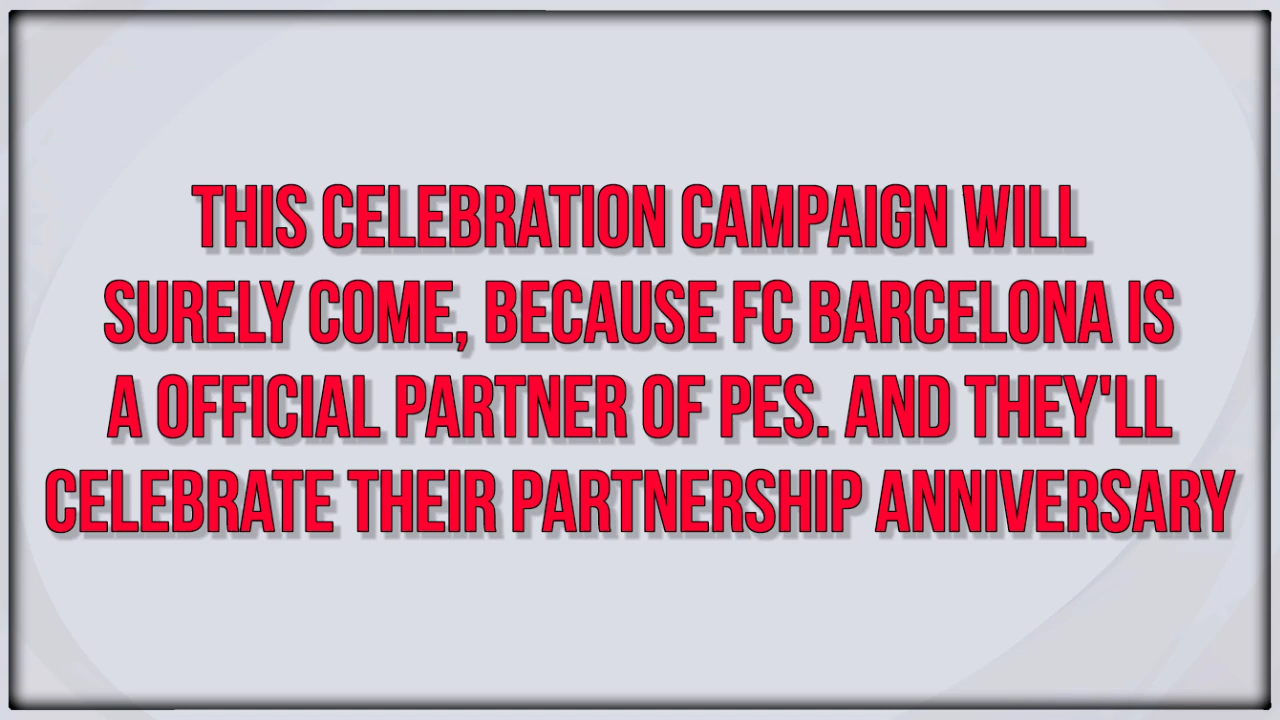 THIS CELEBRATION CAMPAIGN WILL
SURELY COME, BECAUSE FC BARCELONA IS
A OFFICIAL PARTNER OF PES. AND THEY'LL
CELEBRATE THEIR PARTNERSHIP ANNIVERSARY